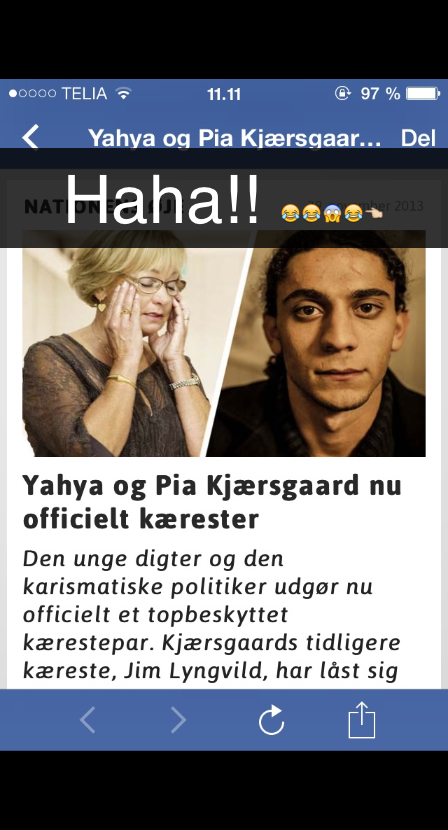 TELIA 11.11 97 %
Yahya og Pia Kjærsgaar... Del
Haha!! 😂😂😱😂👈🏻
2013
Yahya og Pia Kjærsgaard nu
officielt kærester
Den unge digter og den
karismatiske politiker udgør nu
officielt et topbeskyttet
kærestepar. Kjærsgaards tidligere
kæreste, Jim Lyngvild, har låst sig